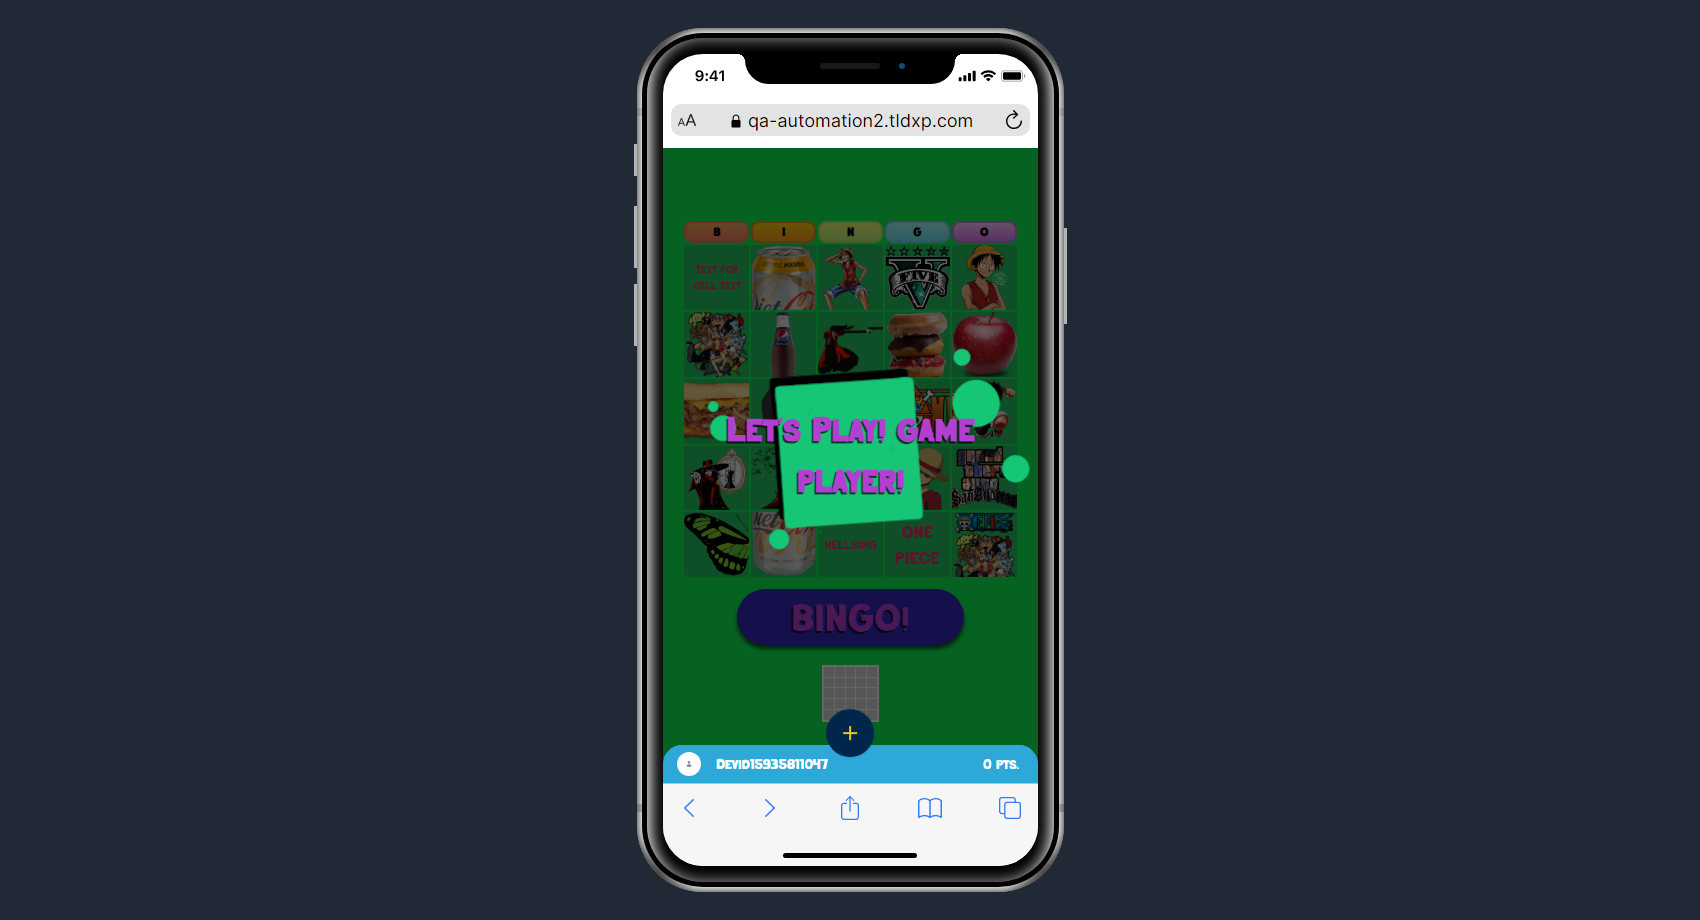 9:41
AA qa-automation2.tldxp.com
B I N G O
TEXT FOR
CELL TEXT
FIVE
LET'S PLAY! GAME
PLAYER!
HELLSING
ONE
PIECE
BINGO!
+
DEVID15935811047 0 PTS.